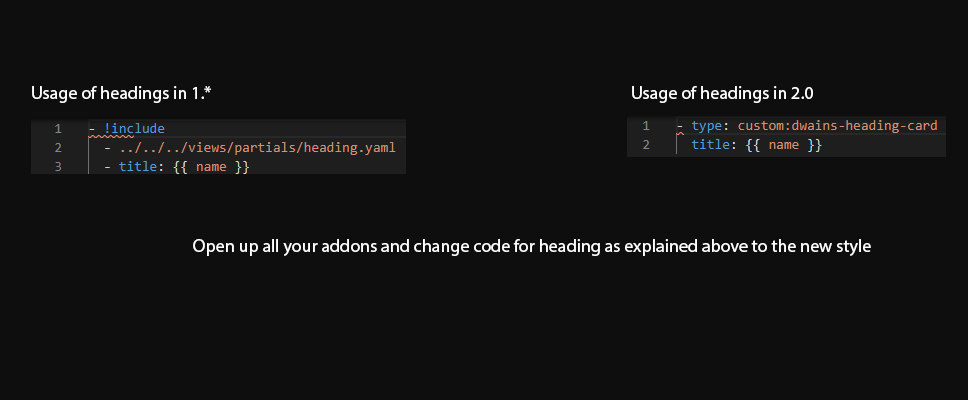 Usage of headings in 1.*
1 - !include
2 - ../../../views/partials/heading.yaml
3 - title: {{ name }}
Usage of headings in 2.0
1 - type: custom:dwains-heading-card
2 title: {{ name }}
Open up all your addons and change code for heading as explained above to the new style